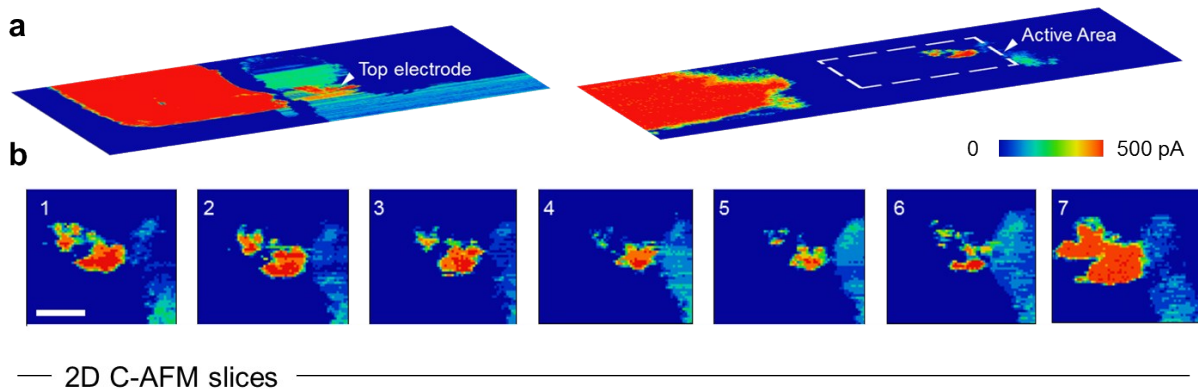 a
Top electrode
Active Area
b
0 500 pA
1 2 3 4 5 6 7
2D C-AFM slices